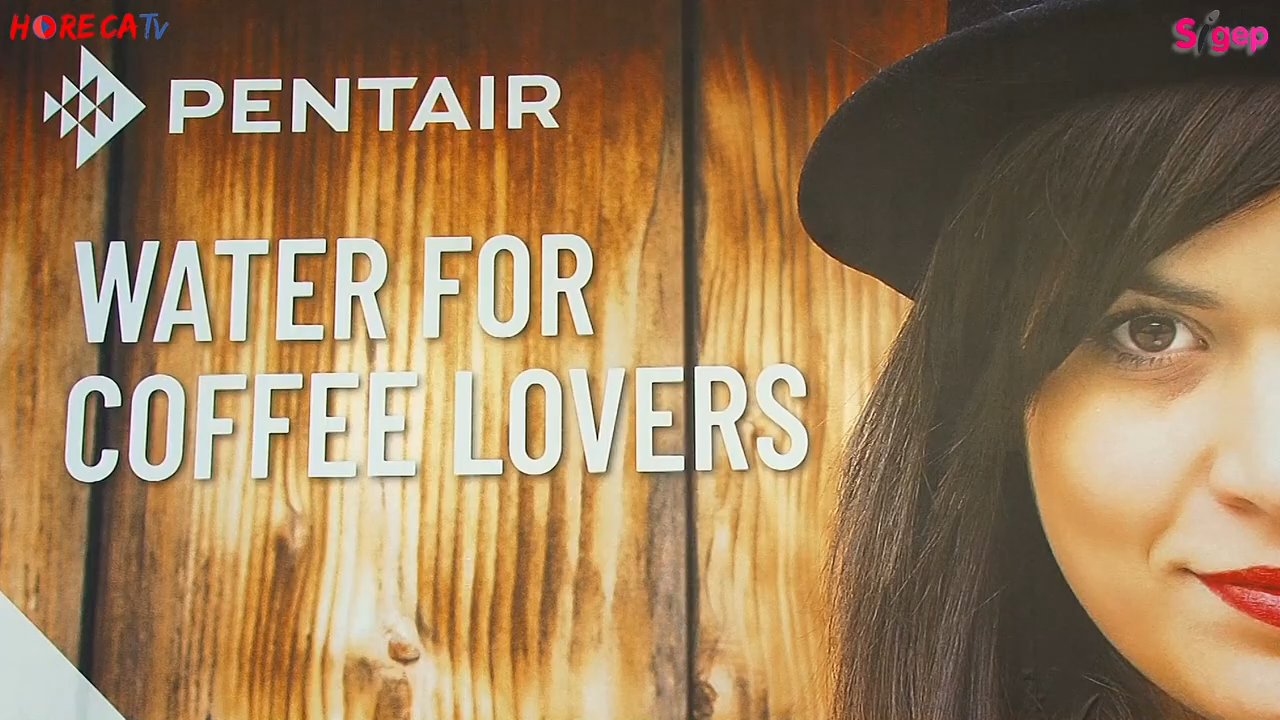 HORECATv
Sigep
PENTAIR
WATER FOR
COFFEE LOVERS